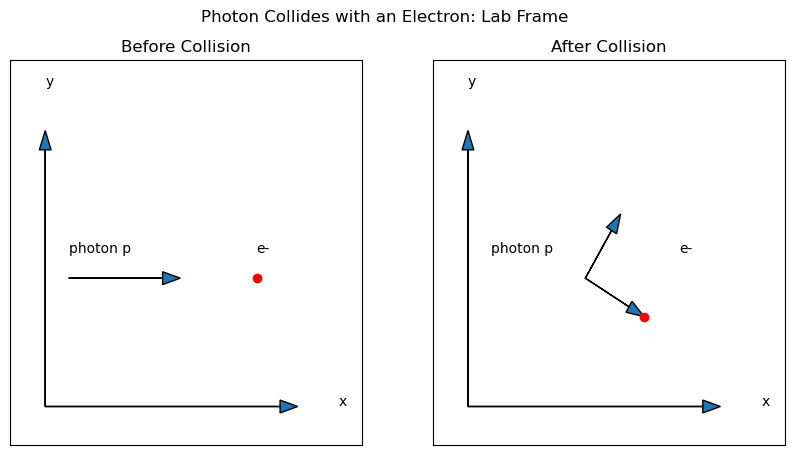 Photon Collides with an Electron: Lab Frame
Before Collision
y
photon p
e-
x
After Collision
y
photon p
e-
x